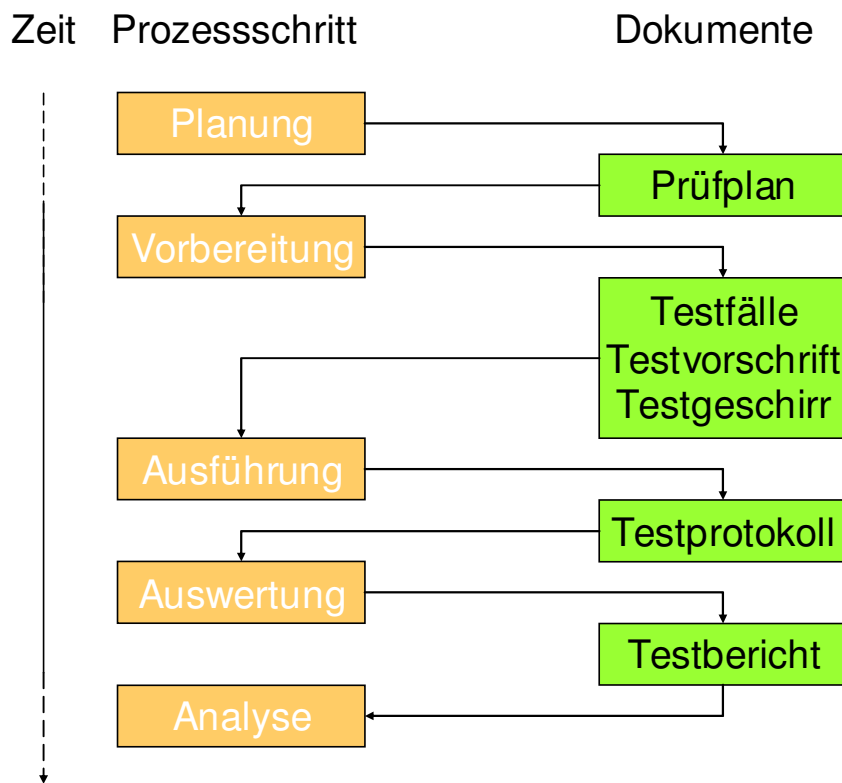 Zeit Prozessschritt Dokumente
Planung
Prüfplan
Vorbereitung
Testfälle
Testvorschrift
Testgeschirr
Ausführung
Testprotokoll
Auswertung
Testbericht
Analyse